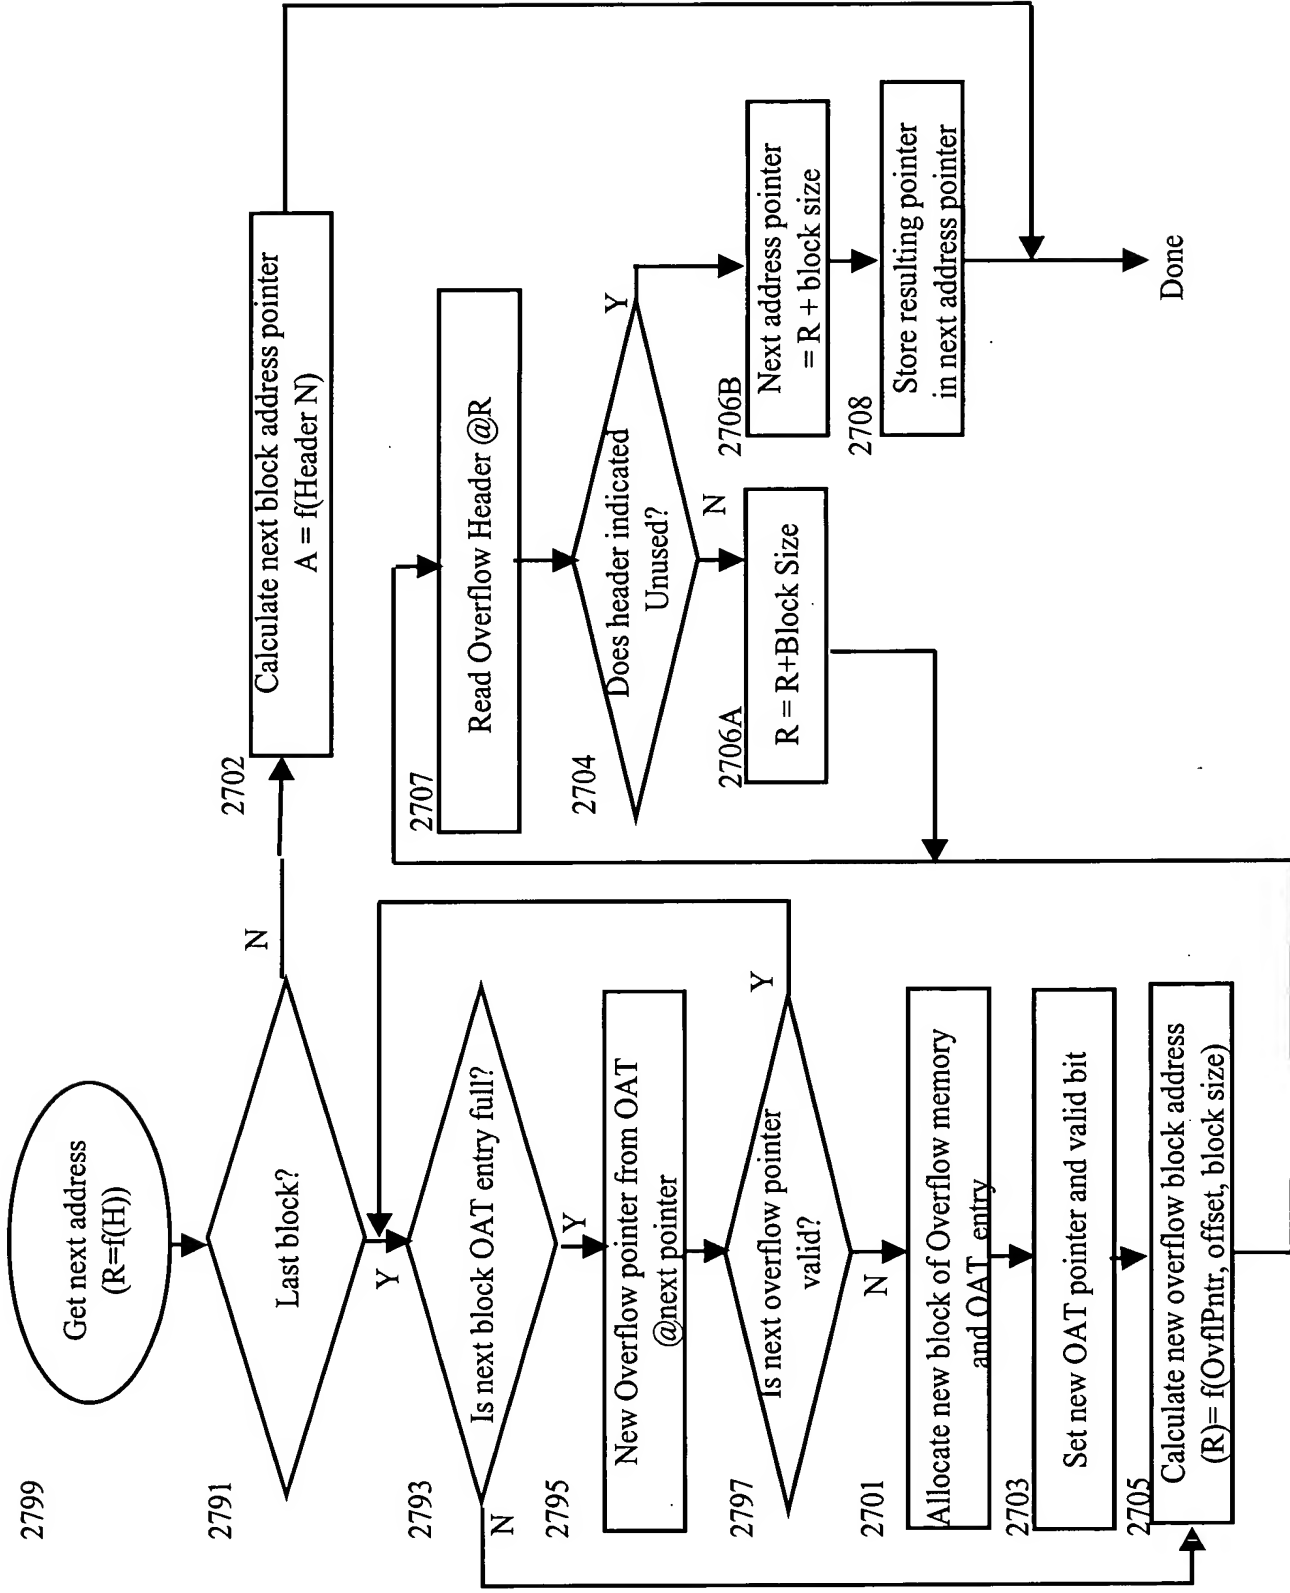 2799
Get next address
(R=f(H))
2791
Last block?
N
Y
2702
Calculate next block address pointer
A = f(Header N)
2793
Is next block OAT entry full?
N
Y
2795
New Overflow pointer from OAT
@next pointer
2797
Is next overflow pointer
valid?
Y
N
2701
Allocate new block of Overflow memory
and OAT entry
2703
Set new OAT pointer and valid bit
2705
Calculate new overflow block address
(R)= f(OvflPntr, offset, block size)
2707
Read Overflow Header @R
2704
Does header indicated
Unused?
Y
N
2706A
R = R+Block Size
2706B
Next address pointer
= R + block size
2708
Store resulting pointer
in next address pointer
Done